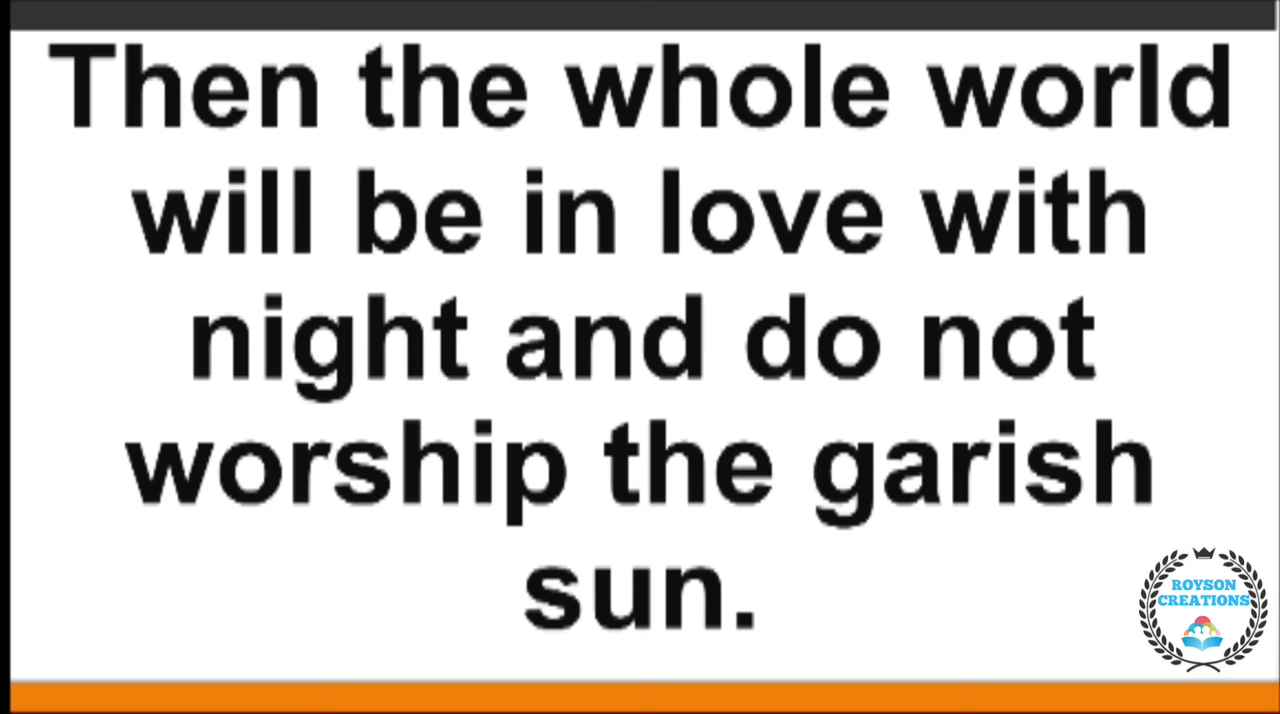 Then the whole world
will be in love with
night and do not
worship the garish
sun.
ROYSON
CREATIONS